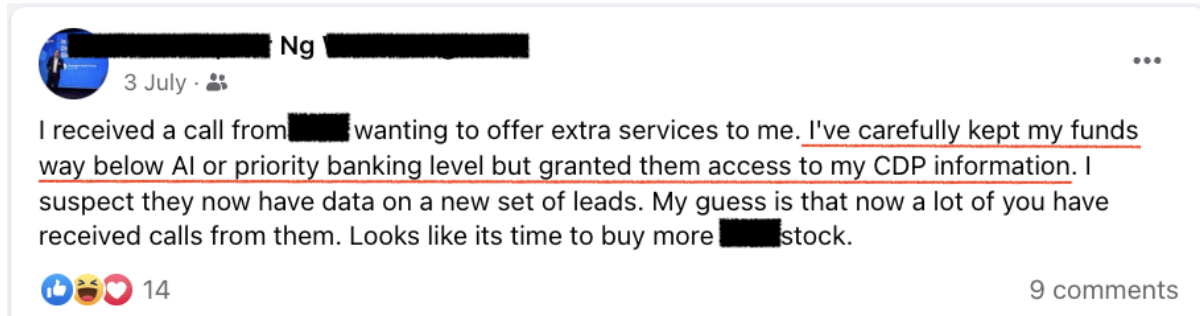 Ng
3 July ·
I received a call from wanting to offer extra services to me. I've carefully kept my funds
way below AI or priority banking level but granted them access to my CDP information. I
suspect they now have data on a new set of leads. My guess is that now a lot of you have
received calls from them. Looks like its time to buy more stock.
14
9 comments